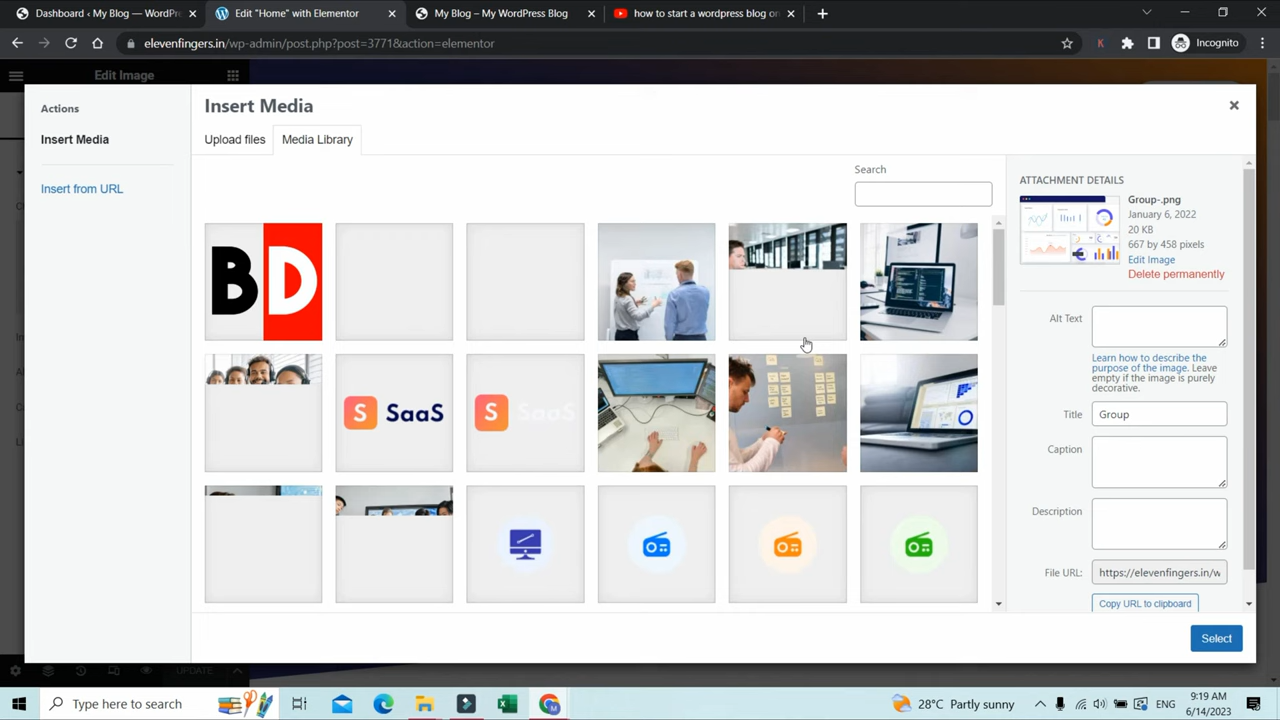 Dashboard ‹ My Blog — WordPr
Edit "Home" with Elementor
My Blog – My WordPress Blog
how to start a wordpress blog on
elevenfingers.in/wp-admin/post.php?post=3771&action=elementor
Incognito
Edit Image
Actions
Insert Media
Insert from URL
Insert Media
Upload files
Media Library
Search
BD
SaaS
SaaS
ATTACHMENT DETAILS
Group-.png
January 6, 2022
20 KB
667 by 458 pixels
Edit Image
Delete permanently
Alt Text
Learn how to describe the
purpose of the image. Leave
empty if the image is purely
decorative.
Title
Group
Caption
Description
File URL:
https://elevenfingers.in/w
Copy URL to clipboard
Select
UPDATE
Type here to search
28°C Partly sunny
ENG
9:19 AM
6/14/2023